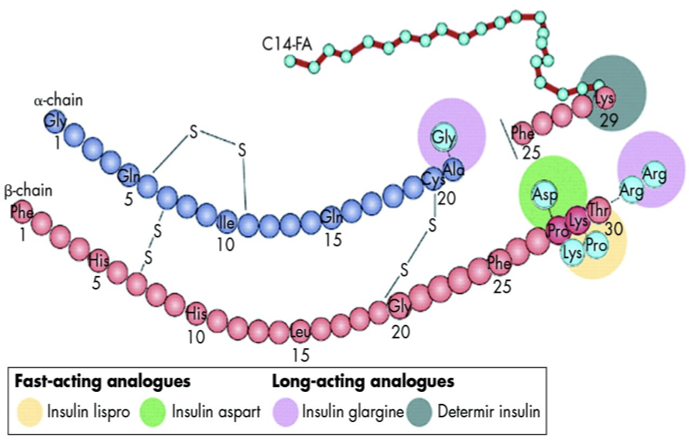 C14-FA
α-chain
Gly
1
Gln
5
S
S
Ile
10
Gln
15
Gly
Cys
Ala
20
Phe
25
Lys
29
β-chain
Phe
1
His
5
S
S
His
10
Leu
15
S
S
Gly
20
Phe
25
Asp
Pro
Lys
Thr
30
Lys
Pro
Arg
Arg
Fast-acting analogues
Long-acting analogues
Insulin lispro
Insulin aspart
Insulin glargine
Determir insulin